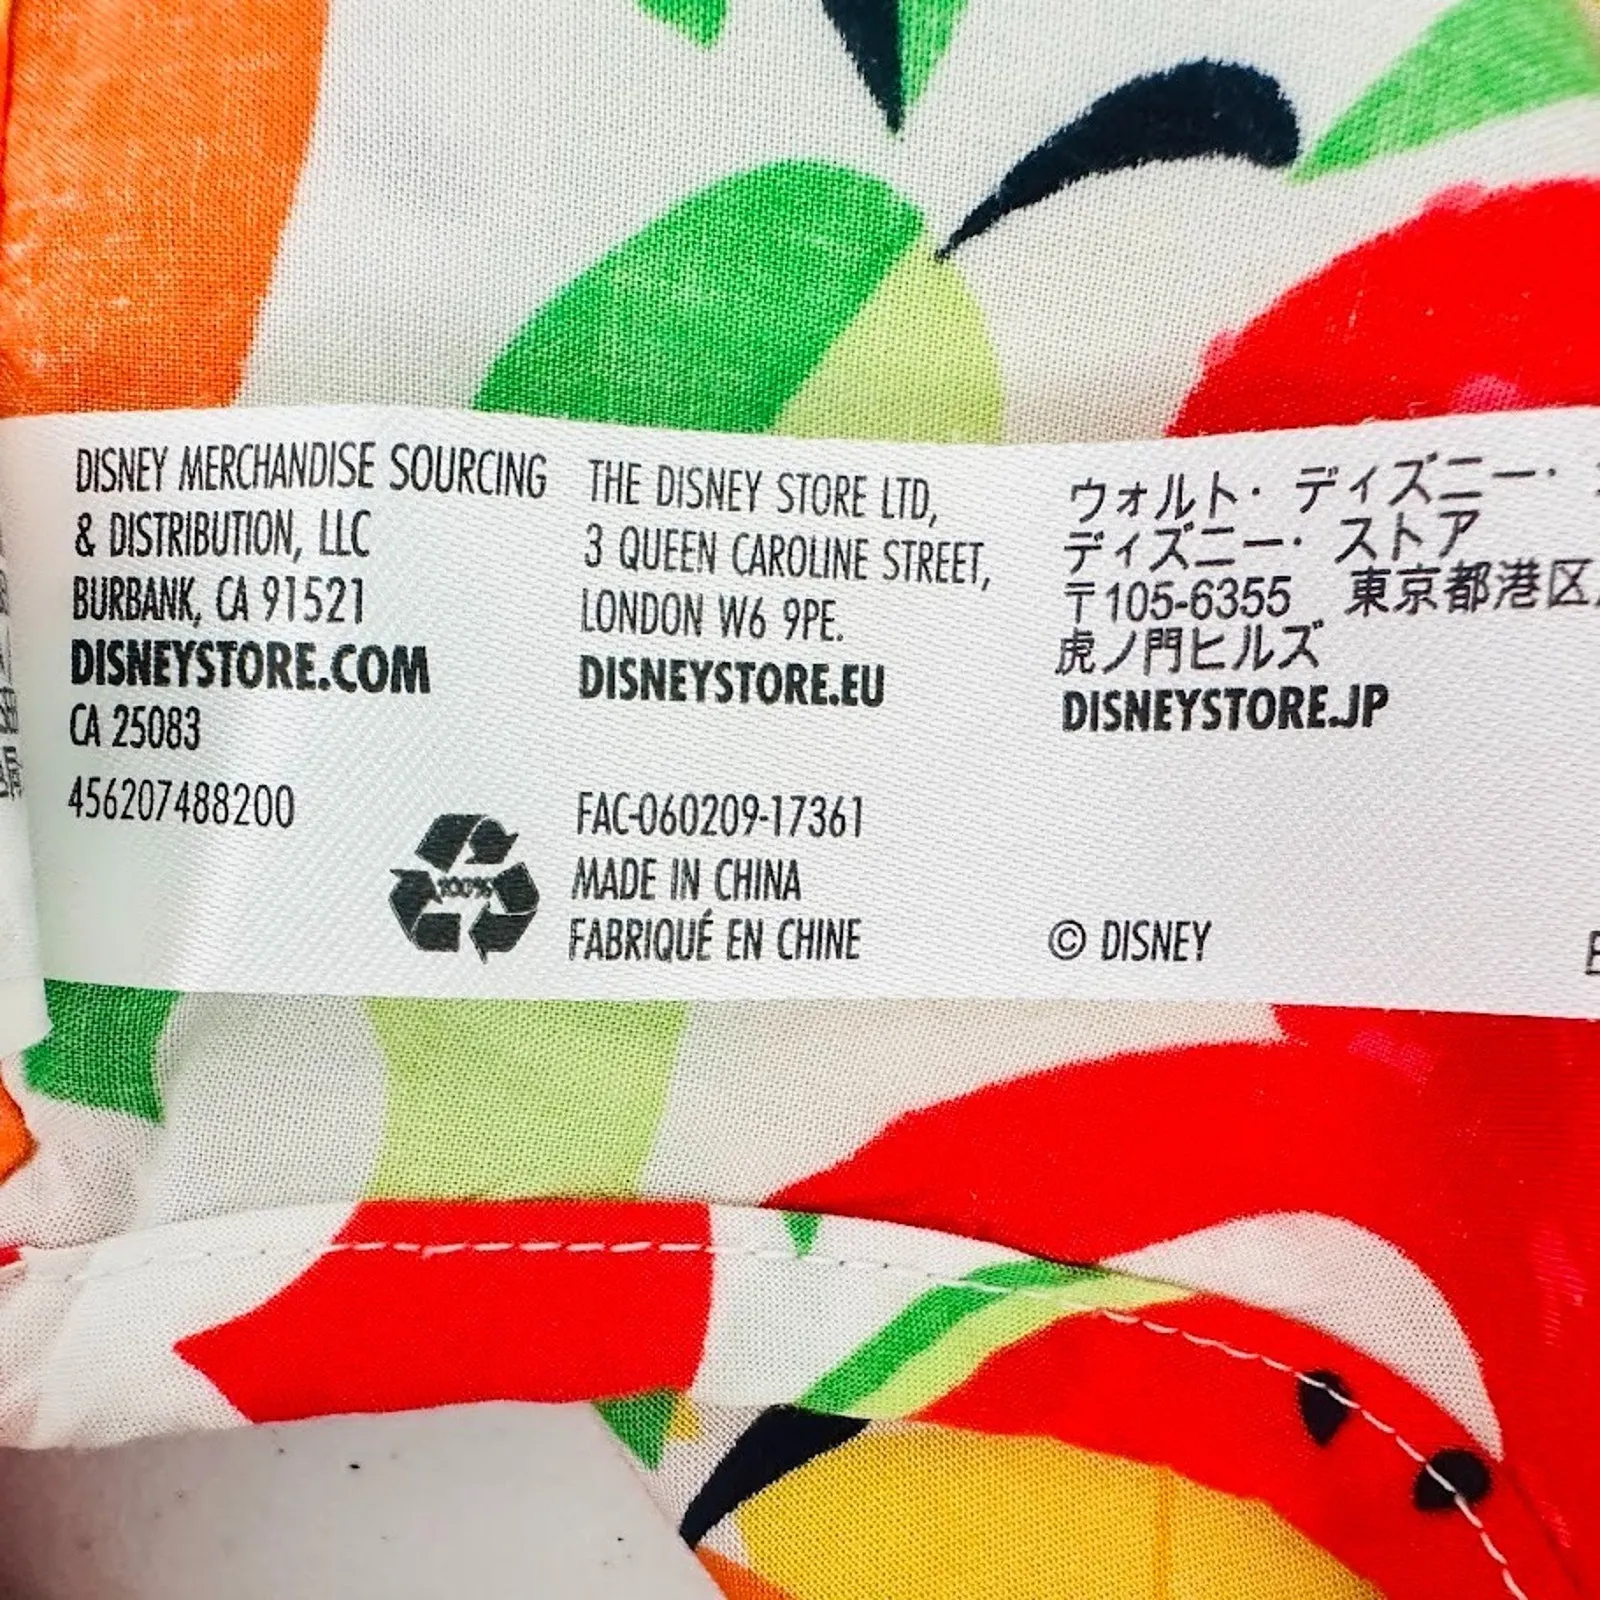 DISNEY MERCHANDISE SOURCING
& DISTRIBUTION, LLC
BURBANK, CA 91521
DISNEYSTORE.COM
CA 25083
456207488200
100%
THE DISNEY STORE LTD,
3 QUEEN CAROLINE STREET,
LONDON W6 9PE.
DISNEYSTORE.EU
FAC-060209-17361
MADE IN CHINA
FABRIQUÉ EN CHINE
ウォルト・ディズニー・
ディズニー・ストア
〒105-6355 東京都港区
虎ノ門ヒルズ
DISNEYSTORE.JP
© DISNEY